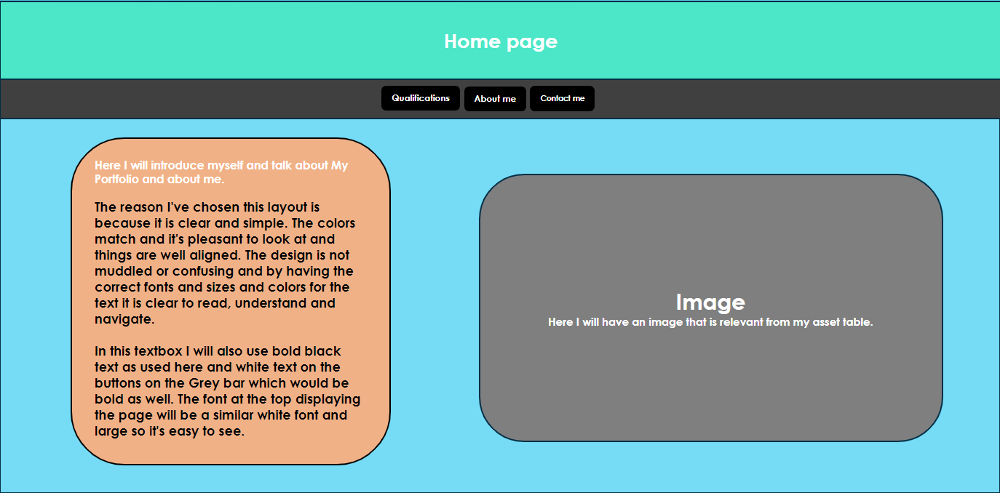 Home page
Qualifications
About me
Contact me
Here I will introduce myself and talk about My
Portfolio and about me.
The reason I've chosen this layout is
because it is clear and simple. The colors
match and it's pleasant to look at and
things are well aligned. The design is not
muddled or confusing and by having the
correct fonts and sizes and colors for the
text it is clear to read, understand and
navigate.
In this textbox I will also use bold black
text as used here and white text on the
buttons on the Grey bar which would be
bold as well. The font at the top displaying
the page will be a similar white font and
large so it's easy to see.
Image
Here I will have an image that is relevant from my asset table.